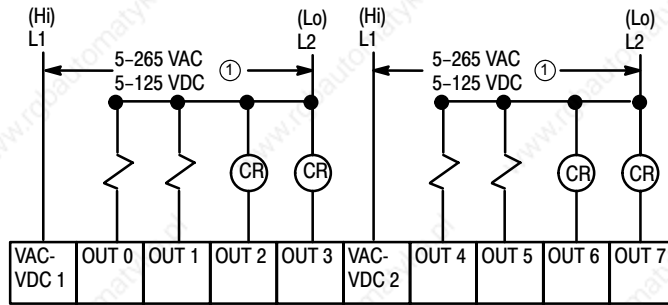 (Hi) (Lo) (Hi) (Lo)
L1 L2 L1 L2
5–265 VAC 5–265 VAC
① ①
5–125 VDC 5–125 VDC
CR CR CR CR
VAC- OUT 0 OUT 1 OUT 2 OUT 3 VAC- OUT 4 OUT 5 OUT 6 OUT 7
VDC 1 VDC 2